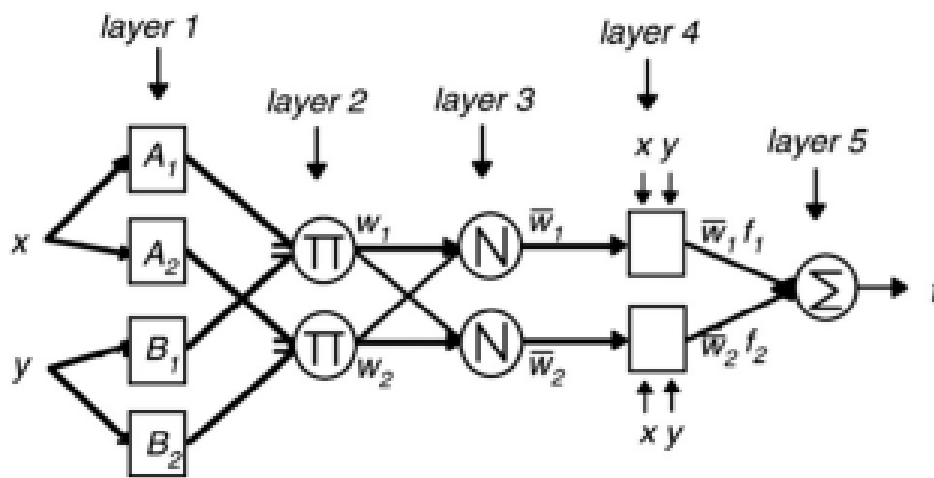 layer 1
layer 2
layer 3
layer 4
layer 5
x
y
A₁
A₂
B₁
B₂
Π
Π
w₁
w₂
N
N
w̅₁
w̅₂
x y
x y
w̅₁ f₁
w̅₂ f₂
Σ